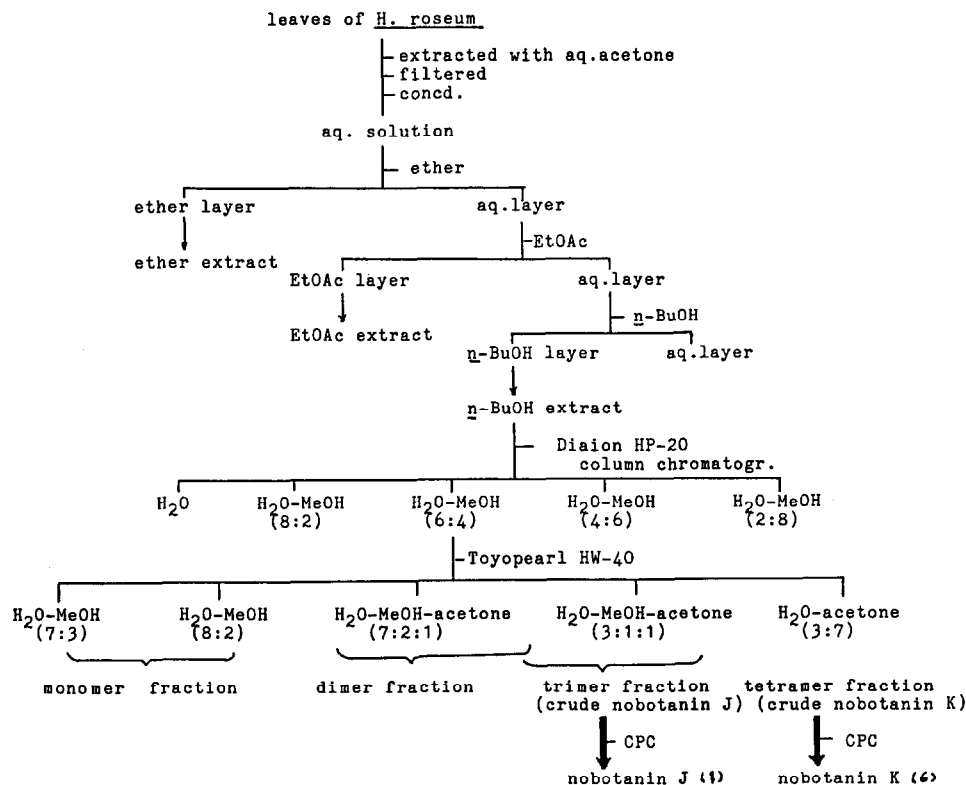 leaves of H. roseum
extracted with aq.acetone
filtered
concd.
aq. solution
ether
ether layer
aq.layer
ether extract
EtOAc
EtOAc layer
aq.layer
EtOAc extract
n-BuOH
n-BuOH layer
aq.layer
n-BuOH extract
Diaion HP-20
column chromatogr.
H2O
H2O-MeOH
(8:2)
H2O-MeOH
(6:4)
H2O-MeOH
(4:6)
H2O-MeOH
(2:8)
Toyopearl HW-40
H2O-MeOH
(7:3)
H2O-MeOH
(8:2)
H2O-MeOH-acetone
(7:2:1)
H2O-MeOH-acetone
(3:1:1)
H2O-acetone
(3:7)
monomer fraction
dimer fraction
trimer fraction
(crude nobotanin J)
tetramer fraction
(crude nobotanin K)
CPC
CPC
nobotanin J (1)
nobotanin K (6)